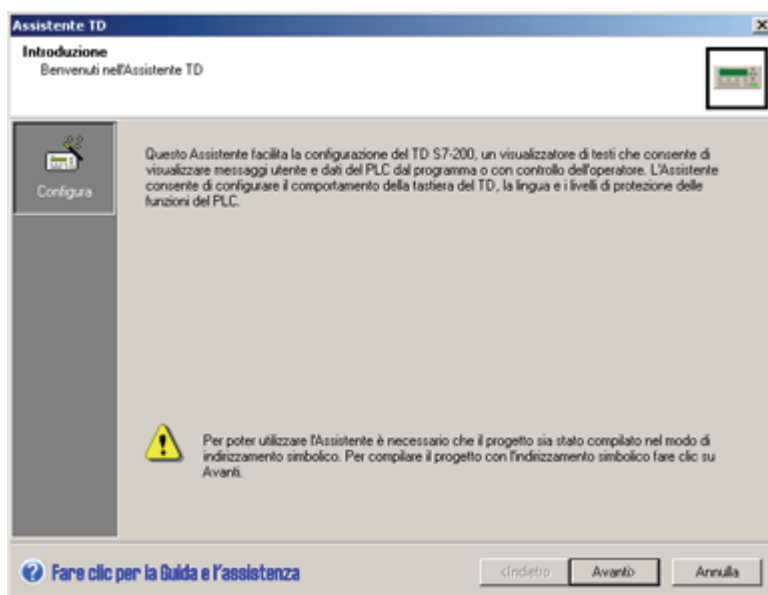 Assistente TD
Introduzione
Benvenuti nell'Assistente TD
Configura
Questo Assistente facilita la configurazione del TD S7-200, un visualizzatore di testi che consente di
visualizzare messaggi utente e dati del PLC dal programma o con controllo dell'operatore. L'Assistente
consente di configurare il comportamento della tastiera del TD, la lingua e i livelli di protezione delle
funzioni del PLC.
Per poter utilizzare l'Assistente è necessario che il progetto sia stato compilato nel modo di
indirizzamento simbolico. Per compilare il progetto con l'indirizzamento simbolico fare clic su
Avanti.
Fare clic per la Guida e l'assistenza
<Indietro
Avanti>
Annulla